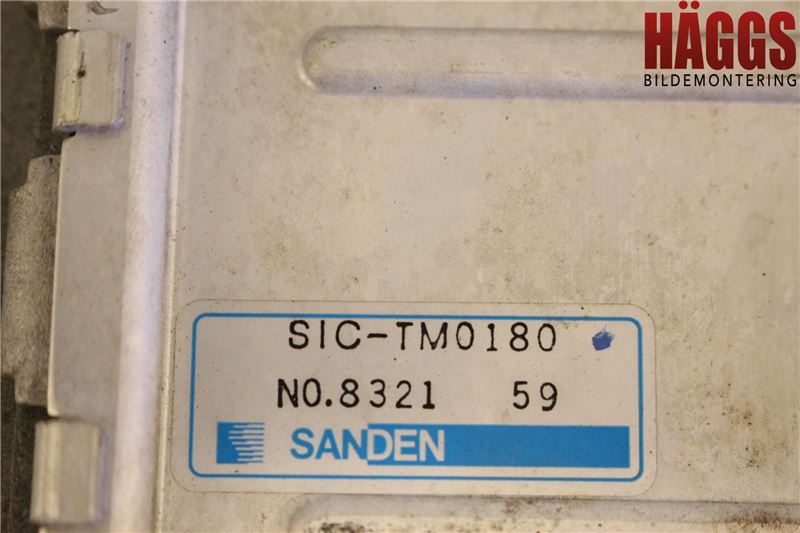 HÄGGS
BILDEMONTERING
SIC-TM0180
NO.8321 59
SANDEN